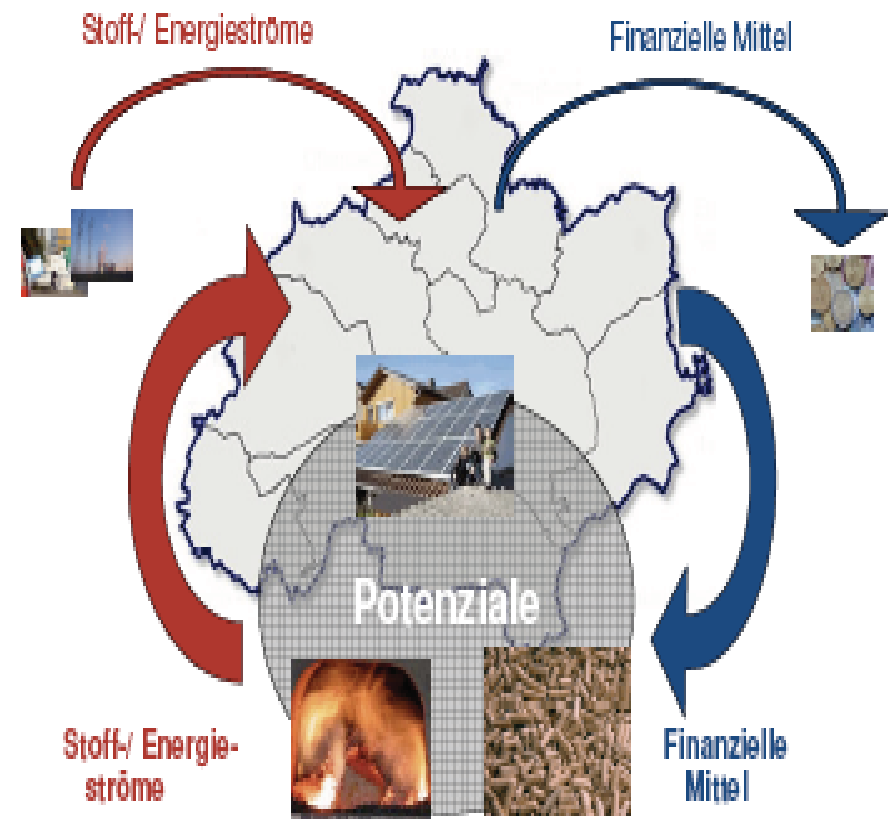 Stoff-/ Energieströme
Finanzielle Mittel
Potenziale
Stoff-/ Energie-
ströme
Finanzielle
Mittel